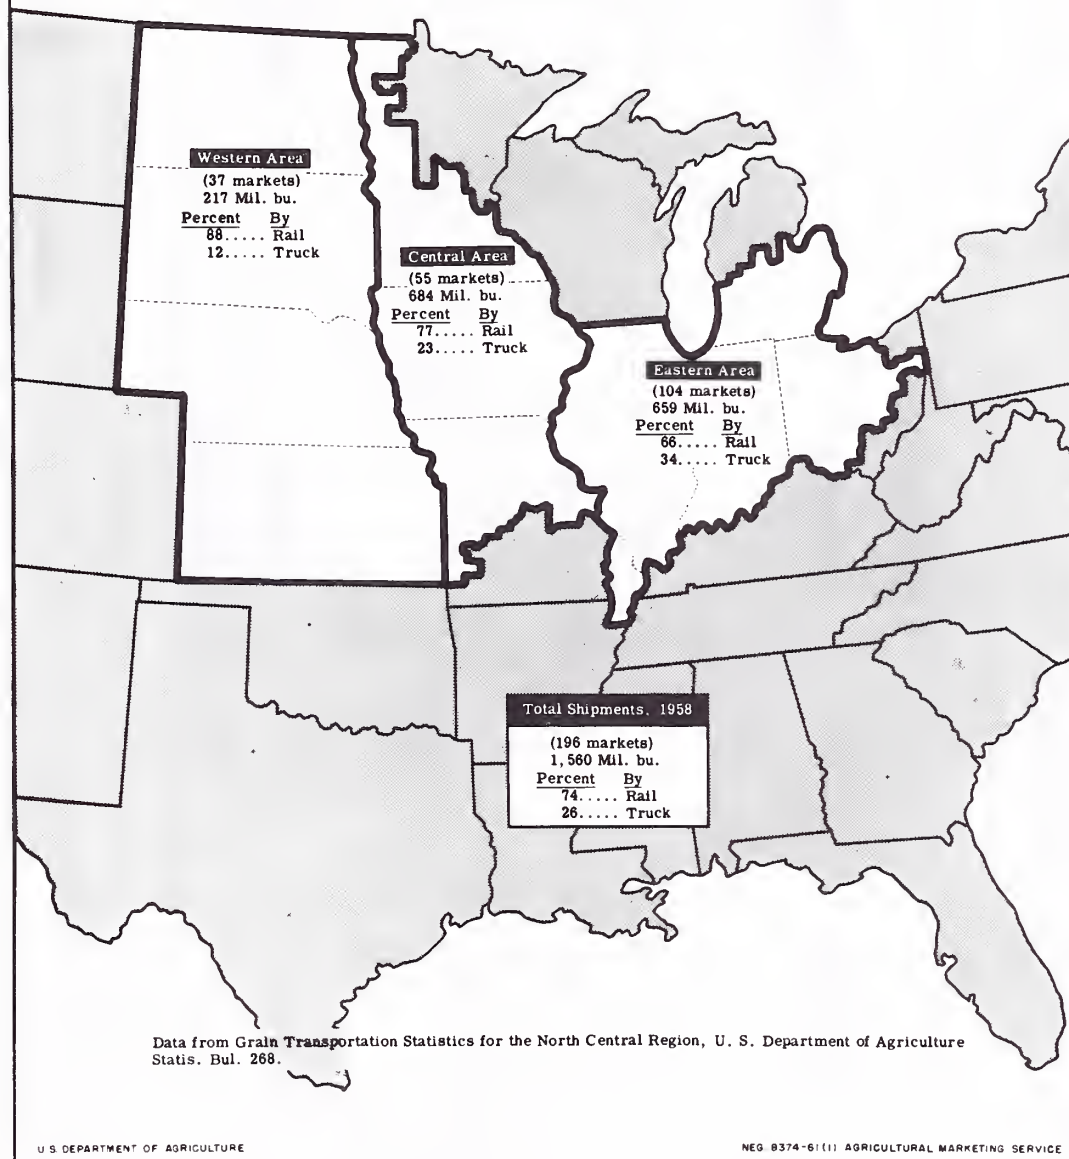 Western Area
(37 markets)
217 Mil. bu.
Percent By
88..... Rail
12..... Truck
Central Area
(55 markets)
684 Mil. bu.
Percent By
77..... Rail
23..... Truck
Eastern Area
(104 markets)
659 Mil. bu.
Percent By
66..... Rail
34..... Truck
Total Shipments, 1958
(196 markets)
1,560 Mil. bu.
Percent By
74..... Rail
26..... Truck
Data from Grain Transportation Statistics for the North Central Region, U. S. Department of Agriculture
Statis. Bul. 268.
U. S. DEPARTMENT OF AGRICULTURE
NEG. 8374-61(1) AGRICULTURAL MARKETING SERVICE